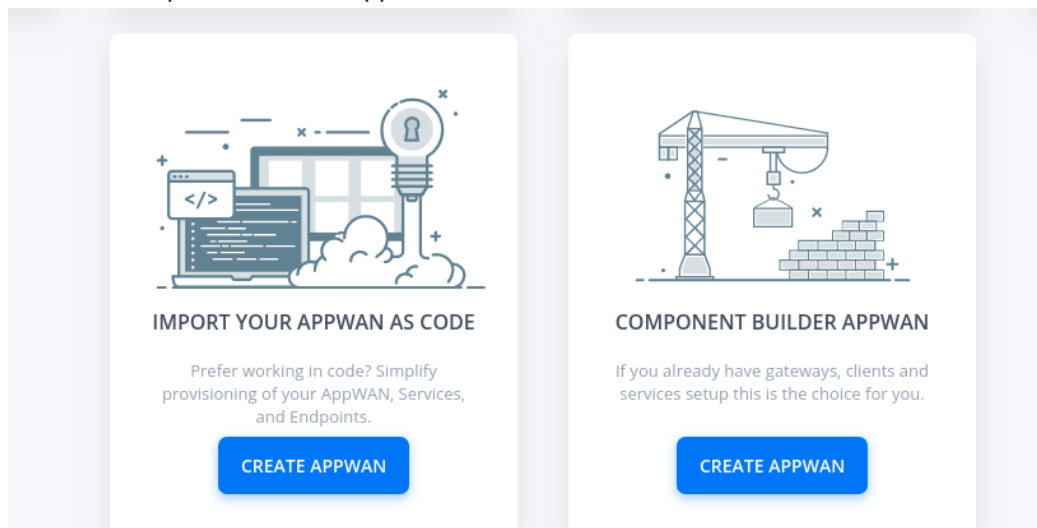 </>
IMPORT YOUR APPWAN AS CODE
Prefer working in code? Simplify
provisioning of your AppWAN, Services,
and Endpoints.
CREATE APPWAN
COMPONENT BUILDER APPWAN
If you already have gateways, clients and
services setup this is the choice for you.
CREATE APPWAN